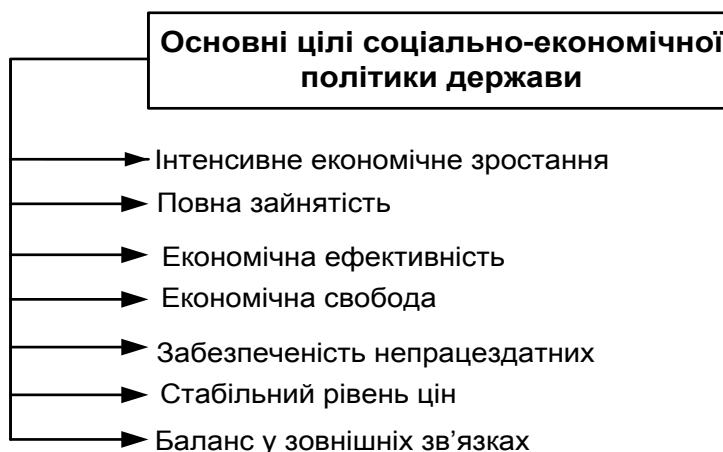 Основні цілі соціально-економічної
політики держави
Інтенсивне економічне зростання
Повна зайнятість
Економічна ефективність
Економічна свобода
Забезпеченість непрацездатних
Стабільний рівень цін
Баланс у зовнішніх зв’язках